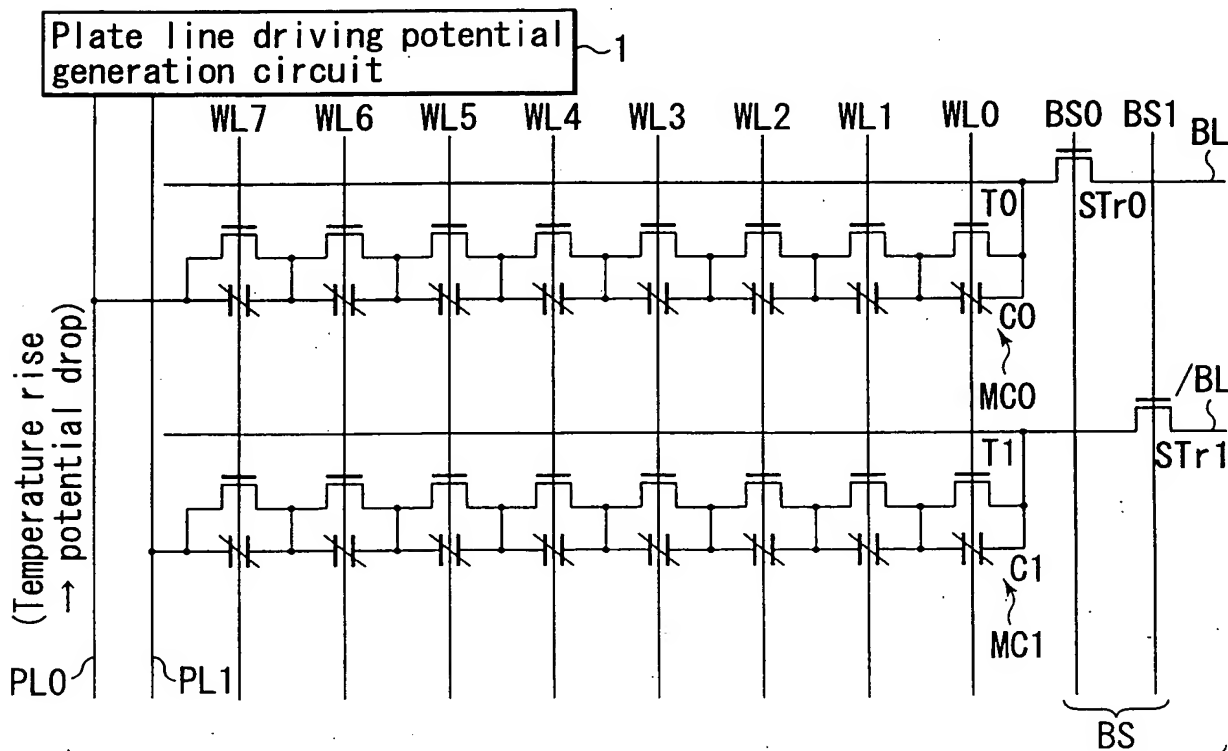 Plate line driving potential
generation circuit
1
WL7 WL6 WL5 WL4 WL3 WL2 WL1 WL0 BS0 BS1
BL
T0
STr0
C0
MC0
(Temperature rise
→ potential drop)
/BL
T1
STr1
C1
MC1
PL0
PL1
BS